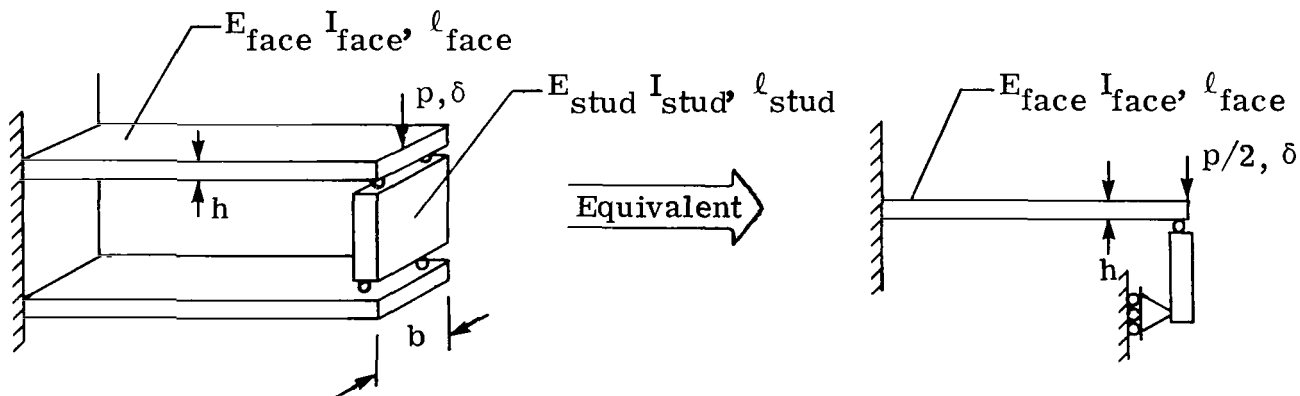 E_face I_face, ℓ_face
p, δ
E_stud I_stud, ℓ_stud
h
b
Equivalent
E_face I_face, ℓ_face
p/2, δ
h